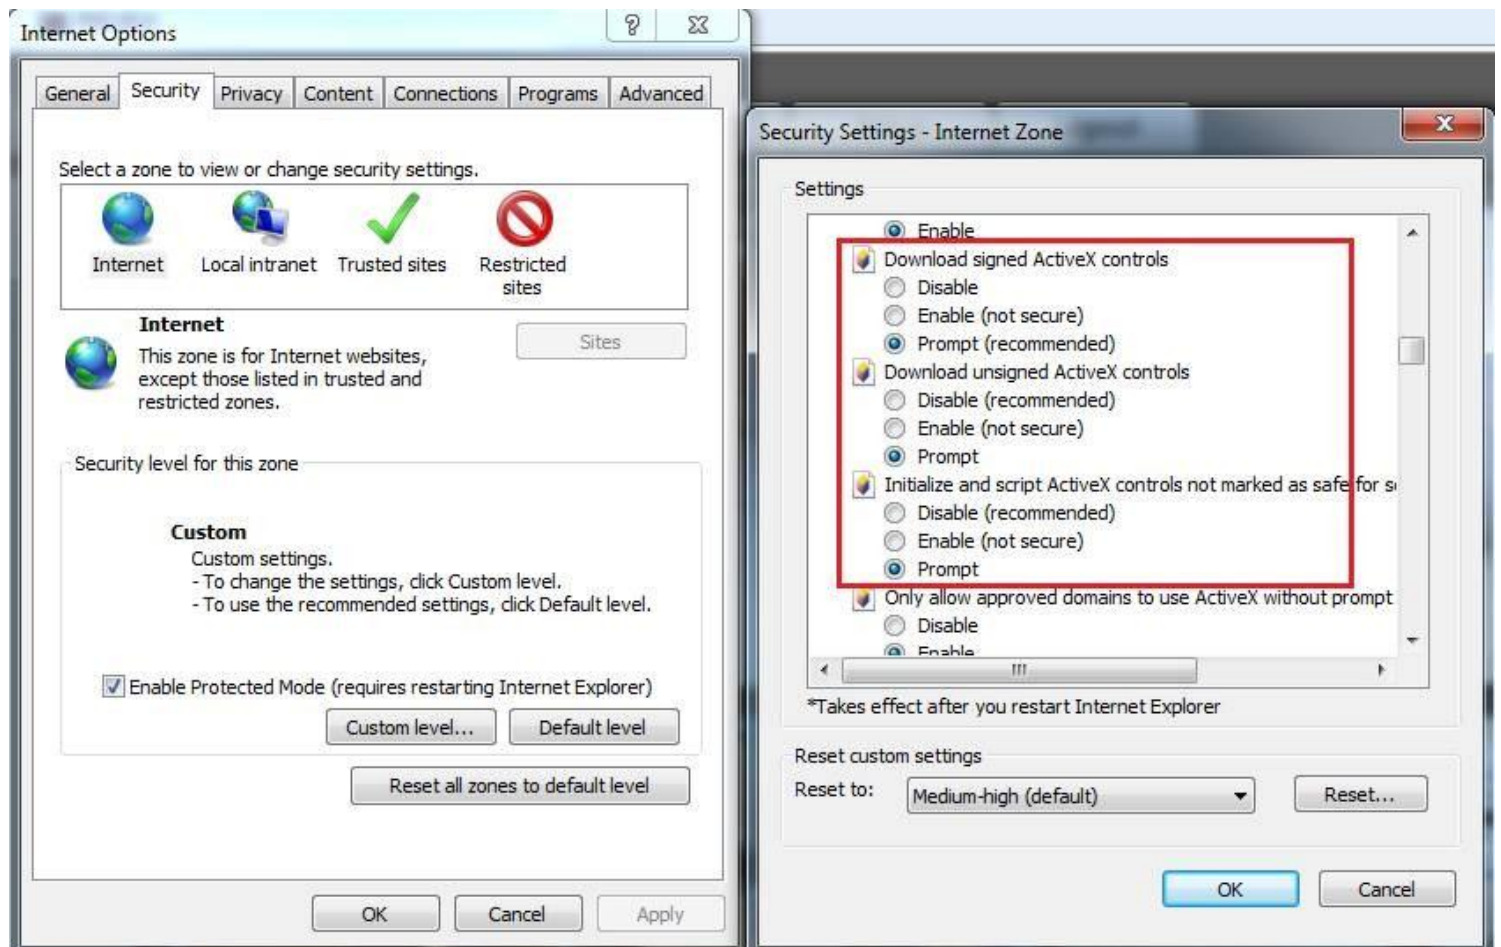 Internet Options
General Security Privacy Content Connections Programs Advanced
Select a zone to view or change security settings.
Internet
Local intranet
Trusted sites
Restricted
sites
Internet
This zone is for Internet websites,
except those listed in trusted and
restricted zones.
Sites
Security level for this zone
Custom
Custom settings.
- To change the settings, click Custom level.
- To use the recommended settings, click Default level.
Enable Protected Mode (requires restarting Internet Explorer)
Custom level...
Default level
Reset all zones to default level
OK
Cancel
Apply
Security Settings - Internet Zone
Settings
Enable
Download signed ActiveX controls
Disable
Enable (not secure)
Prompt (recommended)
Download unsigned ActiveX controls
Disable (recommended)
Enable (not secure)
Prompt
Initialize and script ActiveX controls not marked as safe for
Disable (recommended)
Enable (not secure)
Prompt
Only allow approved domains to use ActiveX without prompt
Disable
Enable
*Takes effect after you restart Internet Explorer
Reset custom settings
Reset to:
Medium-high (default)
Reset...
OK
Cancel